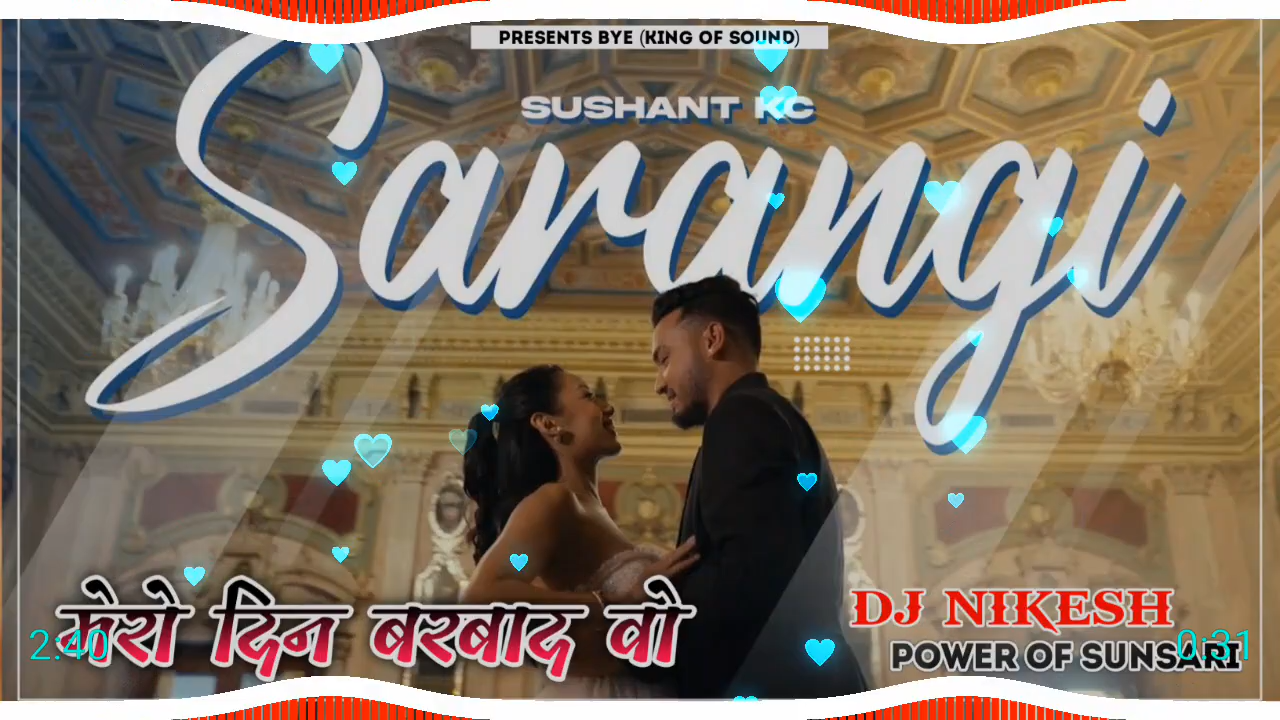 PRESENTS BYE (KING OF SOUND)
SUSHANT KC
Sarangi
मेरो दिन बरबाद वो
DJ NIKESH
POWER OF SUNSARI
2:40
0:31